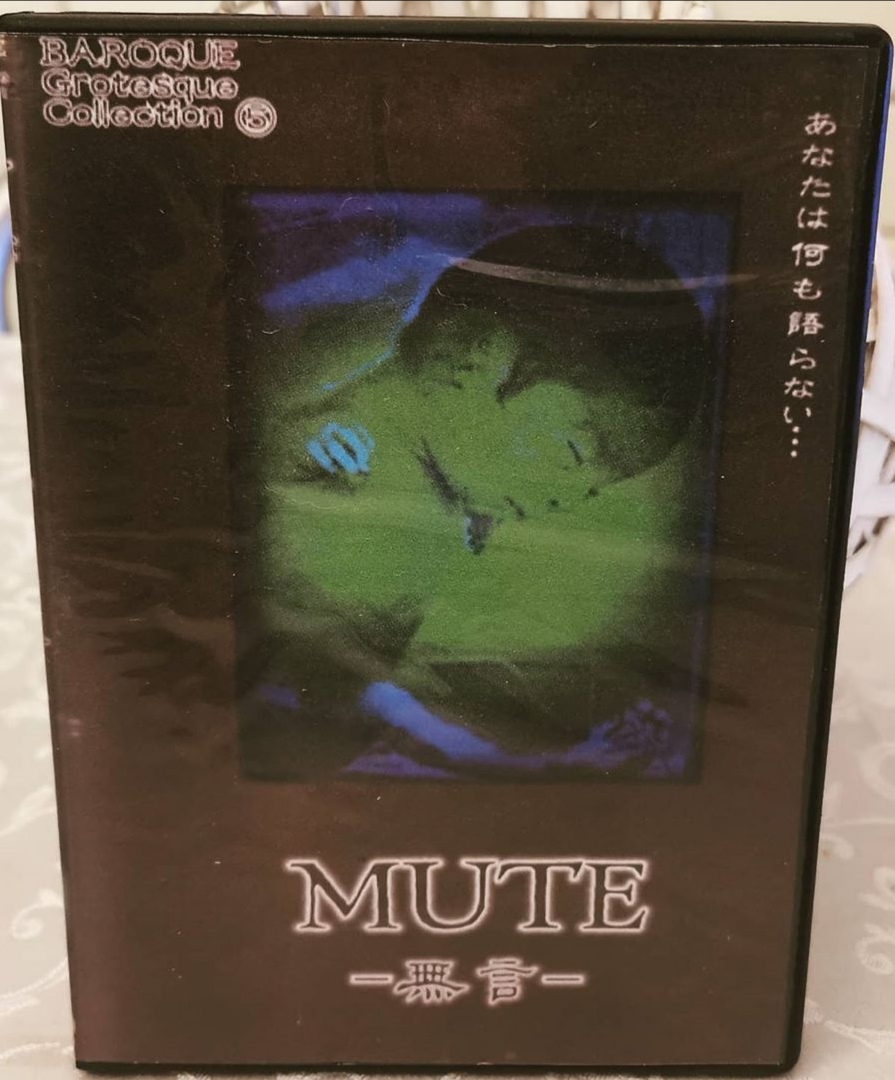 BAROQUE
Grotesque
Collection ⑤
あなたは何も語らない…
MUTE
－無言－